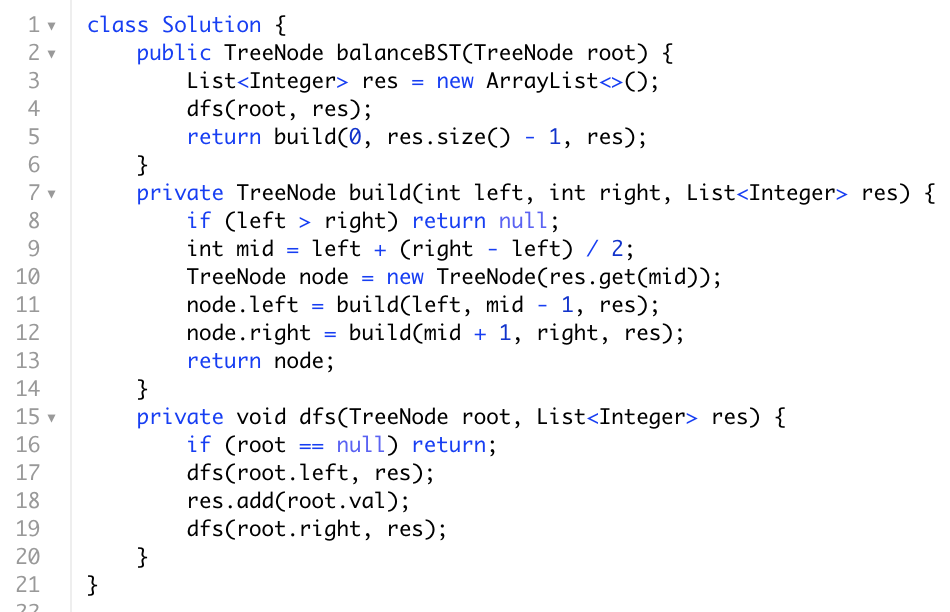 1 class Solution {
2 public TreeNode balanceBST(TreeNode root) {
3 List<Integer> res = new ArrayList<>();
4 dfs(root, res);
5 return build(0, res.size() - 1, res);
6 }
7 private TreeNode build(int left, int right, List<Integer> res) {
8 if (left > right) return null;
9 int mid = left + (right - left) / 2;
10 TreeNode node = new TreeNode(res.get(mid));
11 node.left = build(left, mid - 1, res);
12 node.right = build(mid + 1, right, res);
13 return node;
14 }
15 private void dfs(TreeNode root, List<Integer> res) {
16 if (root == null) return;
17 dfs(root.left, res);
18 res.add(root.val);
19 dfs(root.right, res);
20 }
21 }
22